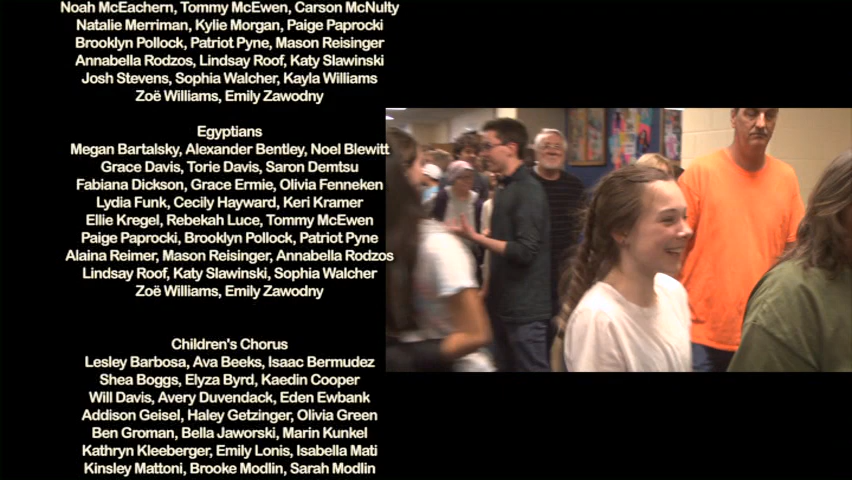 Noah McEachern, Tommy McEwen, Carson McNulty
Natalie Merriman, Kylie Morgan, Paige Paprocki
Brooklyn Pollock, Patriot Pyne, Mason Reisinger
Annabella Rodzos, Lindsay Roof, Katy Slawinski
Josh Stevens, Sophia Walcher, Kayla Williams
Zoë Williams, Emily Zawodny
Egyptians
Megan Bartalsky, Alexander Bentley, Noel Blewitt
Grace Davis, Torie Davis, Saron Demtsu
Fabiana Dickson, Grace Ermie, Olivia Fenneken
Lydia Funk, Cecily Hayward, Keri Kramer
Ellie Kregel, Rebekah Luce, Tommy McEwen
Paige Paprocki, Brooklyn Pollock, Patriot Pyne
Alaina Reimer, Mason Reisinger, Annabella Rodzos
Lindsay Roof, Katy Slawinski, Sophia Walcher
Zoë Williams, Emily Zawodny
Children's Chorus
Lesley Barbosa, Ava Beeks, Isaac Bermudez
Shea Boggs, Elyza Byrd, Kaedin Cooper
Will Davis, Avery Duvendack, Eden Ewbank
Addison Geisel, Haley Getzinger, Olivia Green
Ben Groman, Bella Jaworski, Marin Kunkel
Kathryn Kleeberger, Emily Lonis, Isabella Mati
Kinsley Mattoni, Brooke Modlin, Sarah Modlin